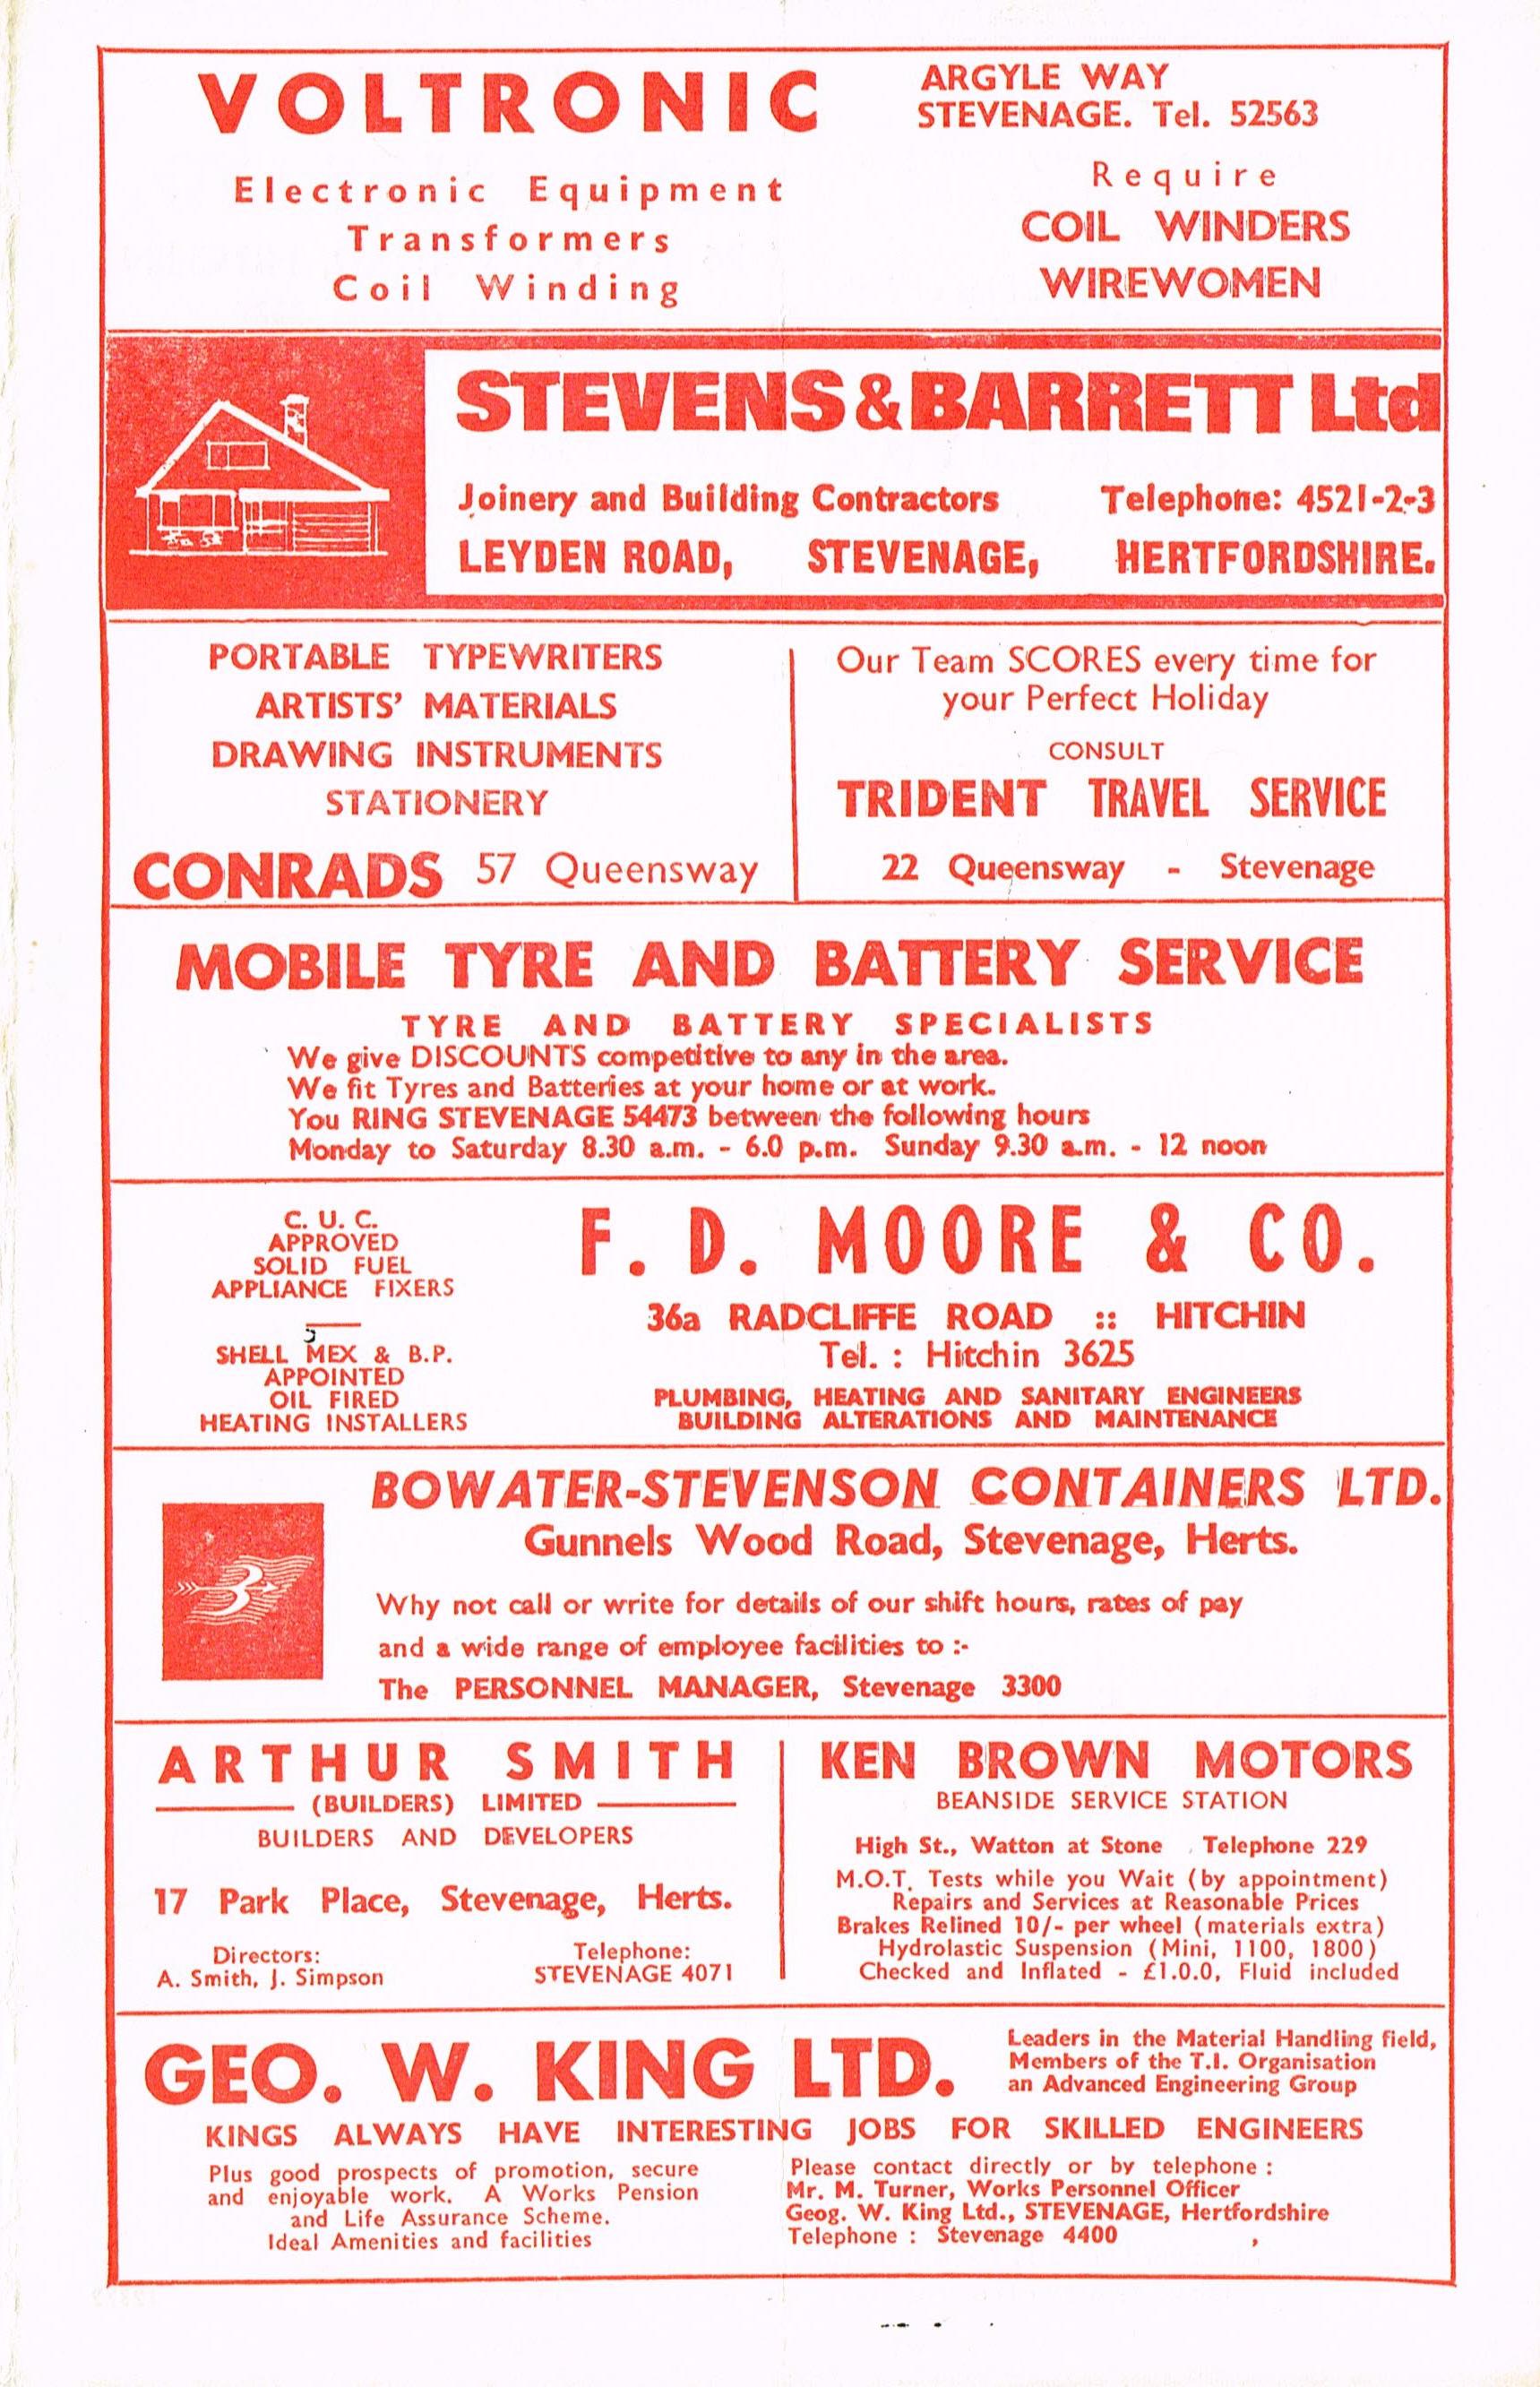 VOLTRONIC
Electronic Equipment
Transformers
Coil Winding
ARGYLE WAY
STEVENAGE. Tel. 52563
Require
COIL WINDERS
WIREWOMEN
STEVENS & BARRETT Ltd
Joinery and Building Contractors Telephone: 4521-2-3
LEYDEN ROAD, STEVENAGE, HERTFORDSHIRE.
PORTABLE TYPEWRITERS
ARTISTS' MATERIALS
DRAWING INSTRUMENTS
STATIONERY
CONRADS 57 Queensway
Our Team SCORES every time for
your Perfect Holiday
CONSULT
TRIDENT TRAVEL SERVICE
22 Queensway - Stevenage
MOBILE TYRE AND BATTERY SERVICE
TYRE AND BATTERY SPECIALISTS
We give DISCOUNTS competitive to any in the area.
We fit Tyres and Batteries at your home or at work.
You RING STEVENAGE 54473 between the following hours
Monday to Saturday 8.30 a.m. - 6.0 p.m. Sunday 9.30 a.m. - 12 noon
C. U. C.
APPROVED
SOLID FUEL
APPLIANCE FIXERS
SHELL MEX & B.P.
APPOINTED
OIL FIRED
HEATING INSTALLERS
F. D. MOORE & CO.
36a RADCLIFFE ROAD :: HITCHIN
Tel. : Hitchin 3625
PLUMBING, HEATING AND SANITARY ENGINEERS
BUILDING ALTERATIONS AND MAINTENANCE
BOWATER-STEVENSON CONTAINERS LTD.
Gunnels Wood Road, Stevenage, Herts.
Why not call or write for details of our shift hours, rates of pay
and a wide range of employee facilities to :-
The PERSONNEL MANAGER, Stevenage 3300
ARTHUR SMITH
(BUILDERS) LIMITED
BUILDERS AND DEVELOPERS
17 Park Place, Stevenage, Herts.
Directors:
A. Smith, J. Simpson
Telephone:
STEVENAGE 4071
KEN BROWN MOTORS
BEANSIDE SERVICE STATION
High St., Watton at Stone Telephone 229
M.O.T. Tests while you Wait (by appointment)
Repairs and Services at Reasonable Prices
Brakes Relined 10/- per wheel (materials extra)
Hydrolastic Suspension (Mini, 1100, 1800)
Checked and Inflated - £1.0.0, Fluid included
GEO. W. KING LTD.
Leaders in the Material Handling field,
Members of the T.I. Organisation
an Advanced Engineering Group
KINGS ALWAYS HAVE INTERESTING JOBS FOR SKILLED ENGINEERS
Plus good prospects of promotion, secure
and enjoyable work. A Works Pension
and Life Assurance Scheme.
Ideal Amenities and facilities
Please contact directly or by telephone :
Mr. M. Turner, Works Personnel Officer
Geog. W. King Ltd., STEVENAGE, Hertfordshire
Telephone : Stevenage 4400